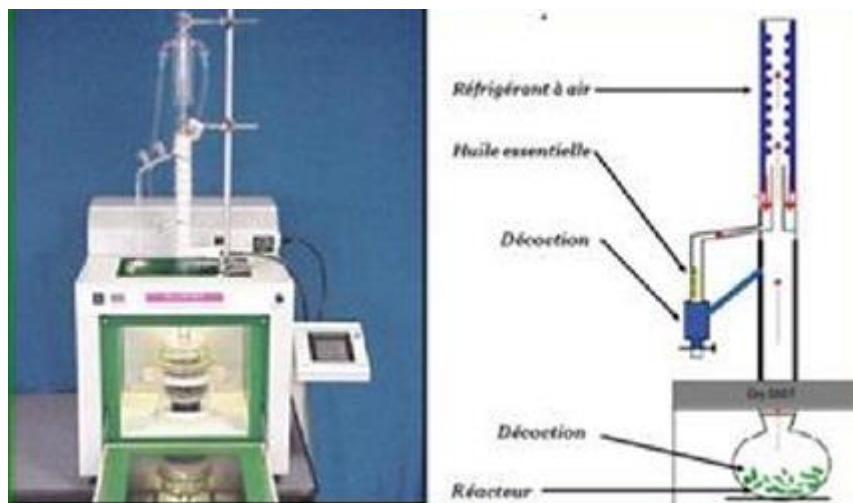 Réfrigérant à air
Huile essentielle
Décoction
Décoction
Réacteur